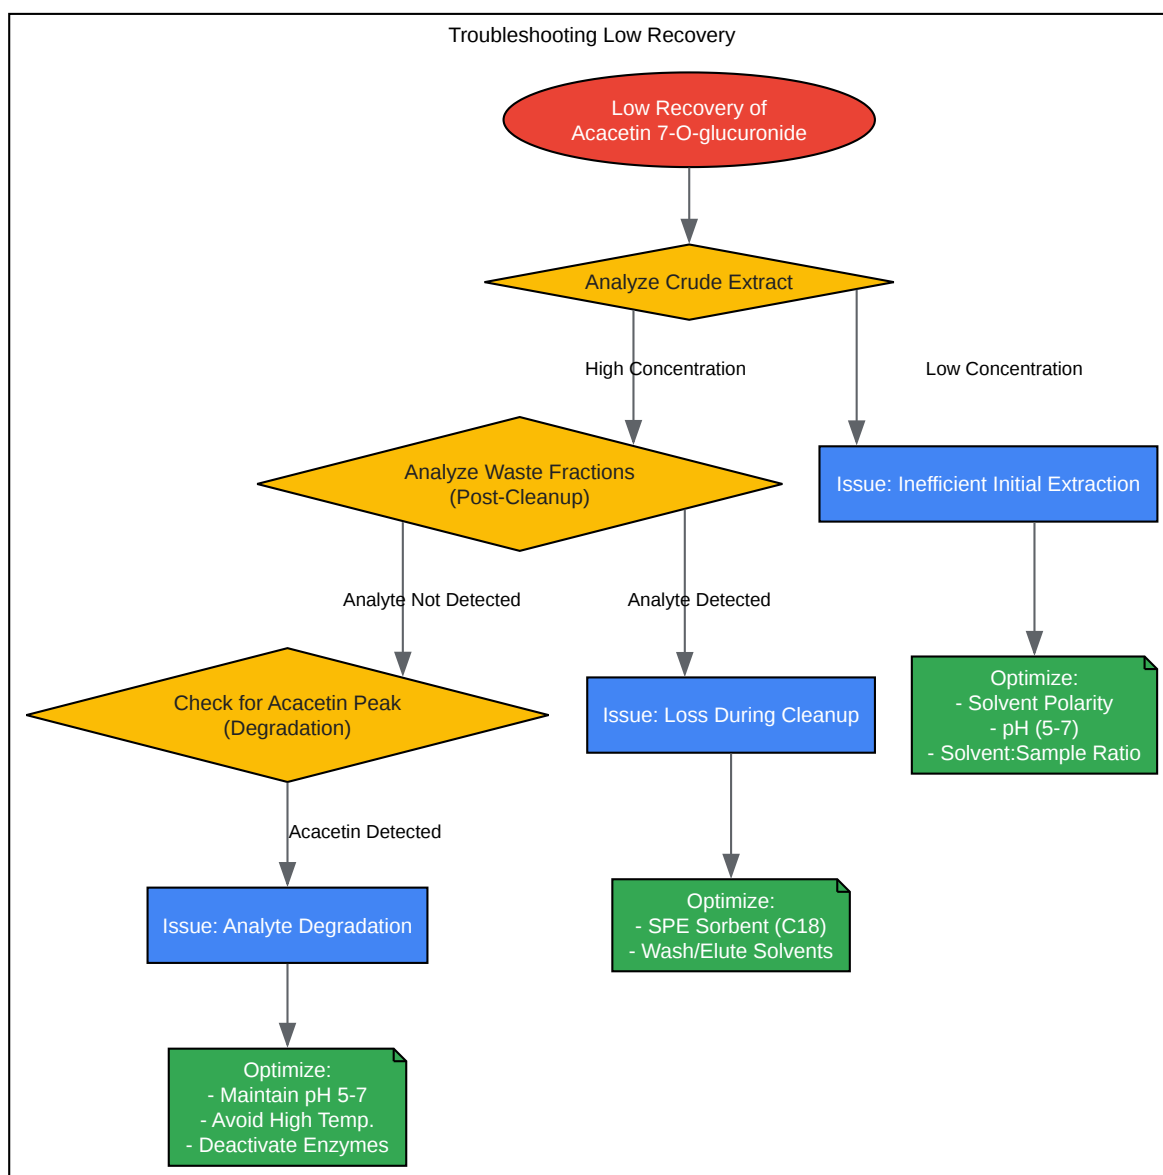 Troubleshooting Low Recovery
Low Recovery of
Acacetin 7-O-glucuronide
Analyze Crude Extract
High Concentration
Low Concentration
Analyze Waste Fractions
(Post-Cleanup)
Issue: Inefficient Initial Extraction
Analyte Not Detected
Analyte Detected
Check for Acacetin Peak
(Degradation)
Issue: Loss During Cleanup
Optimize:
- Solvent Polarity
- pH (5-7)
- Solvent:Sample Ratio
Acacetin Detected
Issue: Analyte Degradation
Optimize:
- SPE Sorbent (C18)
- Wash/Elute Solvents
Optimize:
- Maintain pH 5-7
- Avoid High Temp.
- Deactivate Enzymes